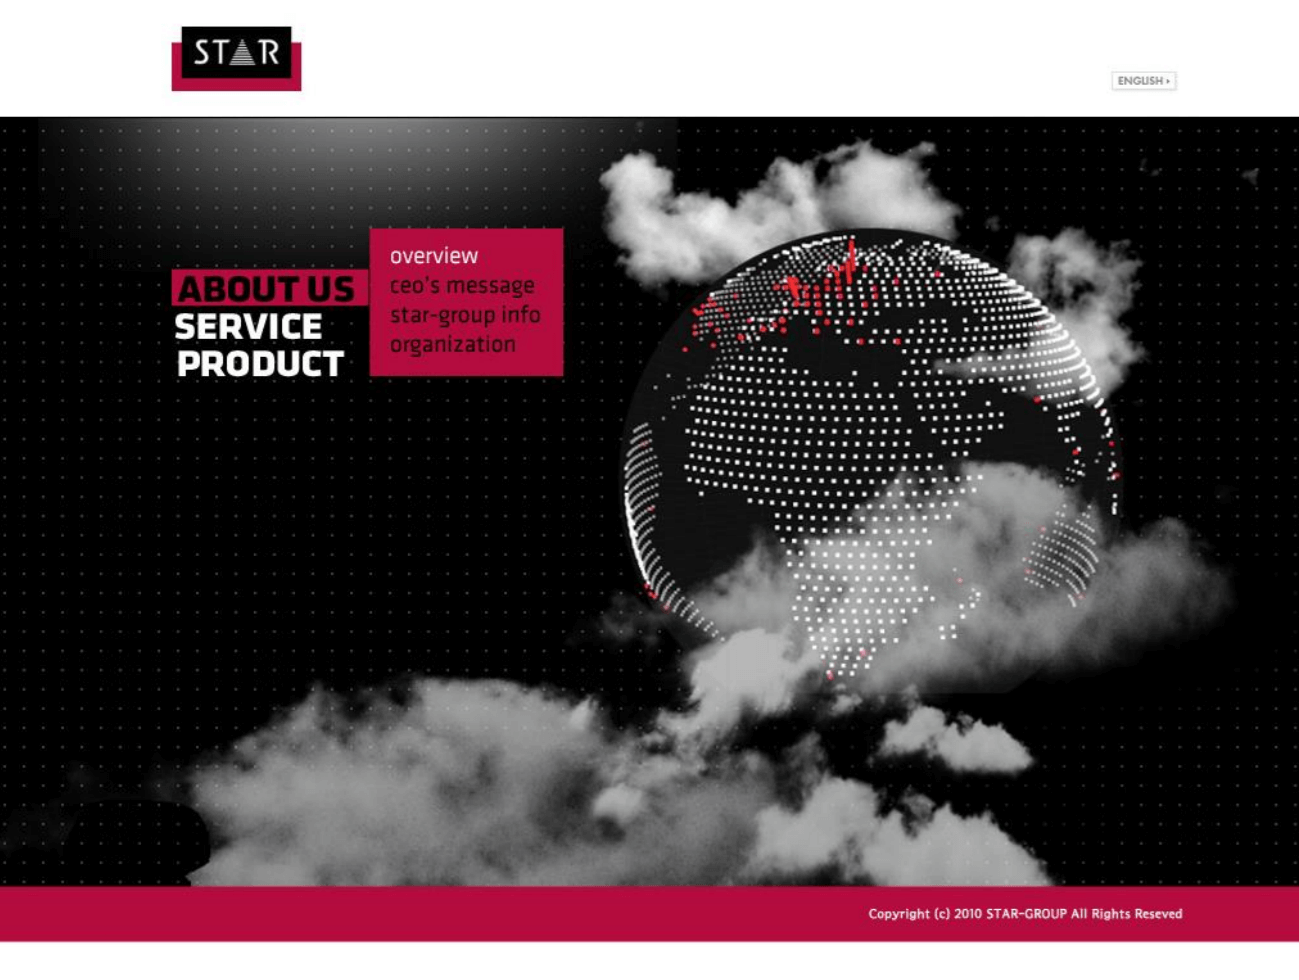 STAR
ENGLISH
overview
ABOUT US
ceo's message
SERVICE
star-group info
organization
PRODUCT
Copyright (c) 2010 STAR-GROUP All Rights Reseved